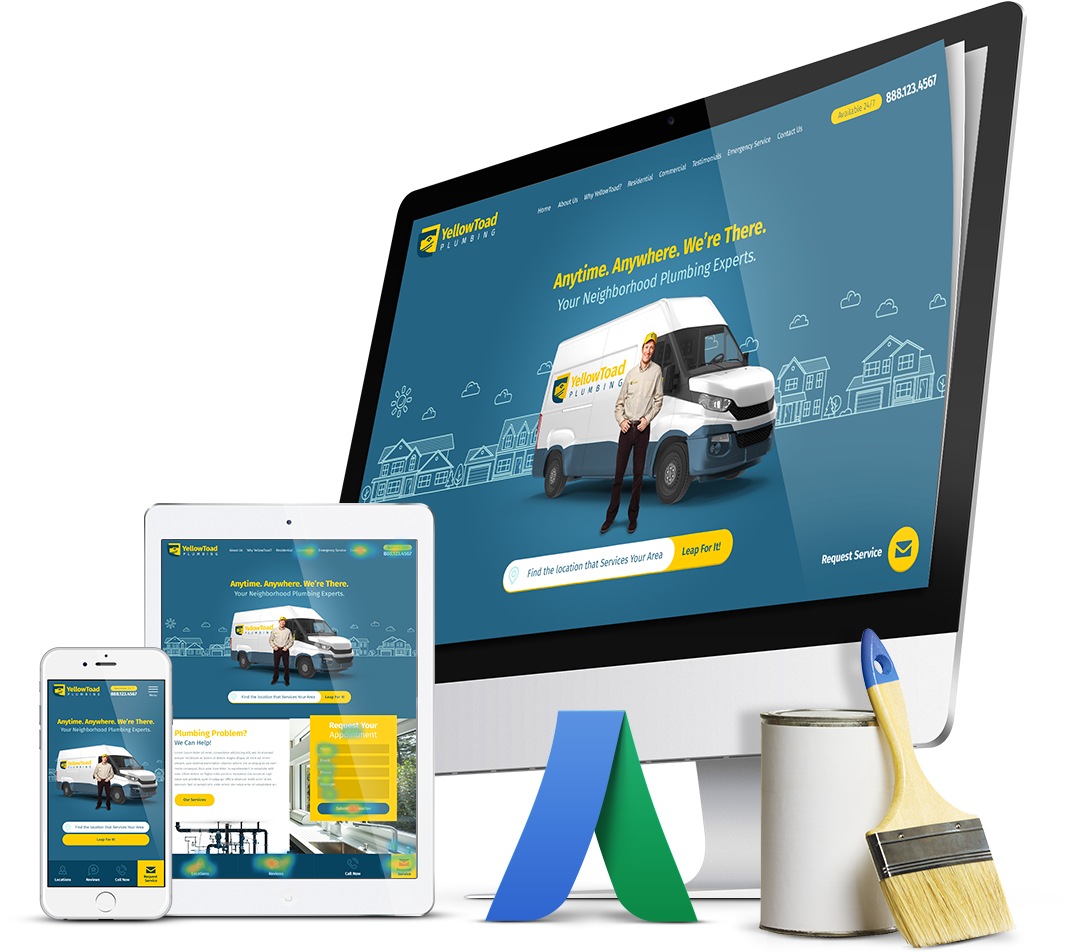 Available 24/7 888.123.4567
Home About Us Why YellowToad? Residential Commercial Testimonials Emergency Service Contact Us
YellowToad
PLUMBING
Anytime. Anywhere. We're There.
Your Neighborhood Plumbing Experts.
YellowToad
PLUMBING
Find the location that Services Your Area Leap For It!
Request Service
YellowToad
PLUMBING
About Us Why YellowToad? Residential Emergency Service
888.123.4567
Anytime. Anywhere. We're There.
Your Neighborhood Plumbing Experts.
YellowToad
PLUMBING
Find the location that Services Your Area Leap For It!
Plumbing Problem?
We Can Help!
Our Services
Request Your
Appointment
Locations Reviews Call Now
Service
YellowToad
PLUMBING
888.123.4567
Menu
Anytime. Anywhere. We're There.
Your Neighborhood Plumbing Experts.
YellowToad
PLUMBING
Find the location that Services Your Area
Leap For It!
Locations Reviews Call Now Request
Service